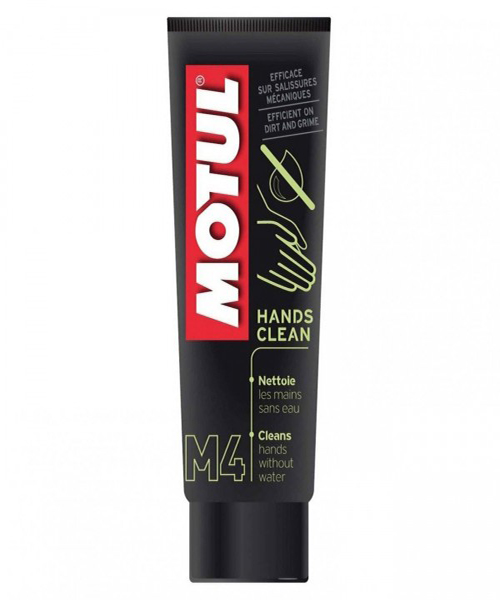 EFFICACE
SUR SALISSURES
MÉCANIQUES
EFFICIENT ON
DIRT AND GRIME
MOTUL®
HANDS
CLEAN
Nettoie
les mains
sans eau
M4
Cleans
hands
without
water